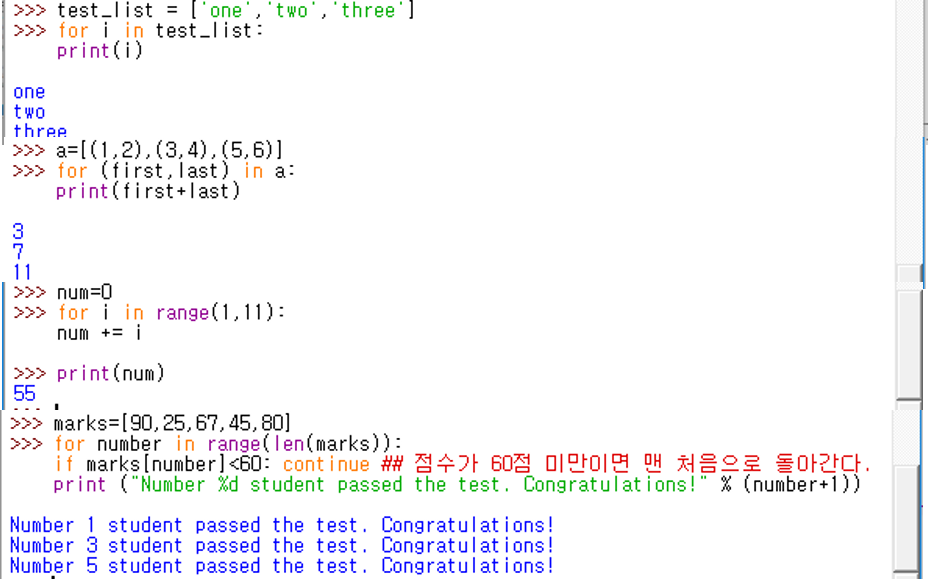 >>> test_list = ['one','two','three']
>>> for i in test_list:
    print(i)
one
two
three
>>> a=[(1,2),(3,4),(5,6)]
>>> for (first,last) in a:
    print(first+last)
3
7
11
>>> num=0
>>> for i in range(1,11):
    num += i
>>> print(num)
55
>>> marks=[90,25,67,45,80]
>>> for number in range(len(marks)):
    if marks[number]<60: continue ## 점수가 60점 미만이면 맨 처음으로 돌아간다.
    print ("Number %d student passed the test. Congratulations!" % (number+1))
Number 1 student passed the test. Congratulations!
Number 3 student passed the test. Congratulations!
Number 5 student passed the test. Congratulations!